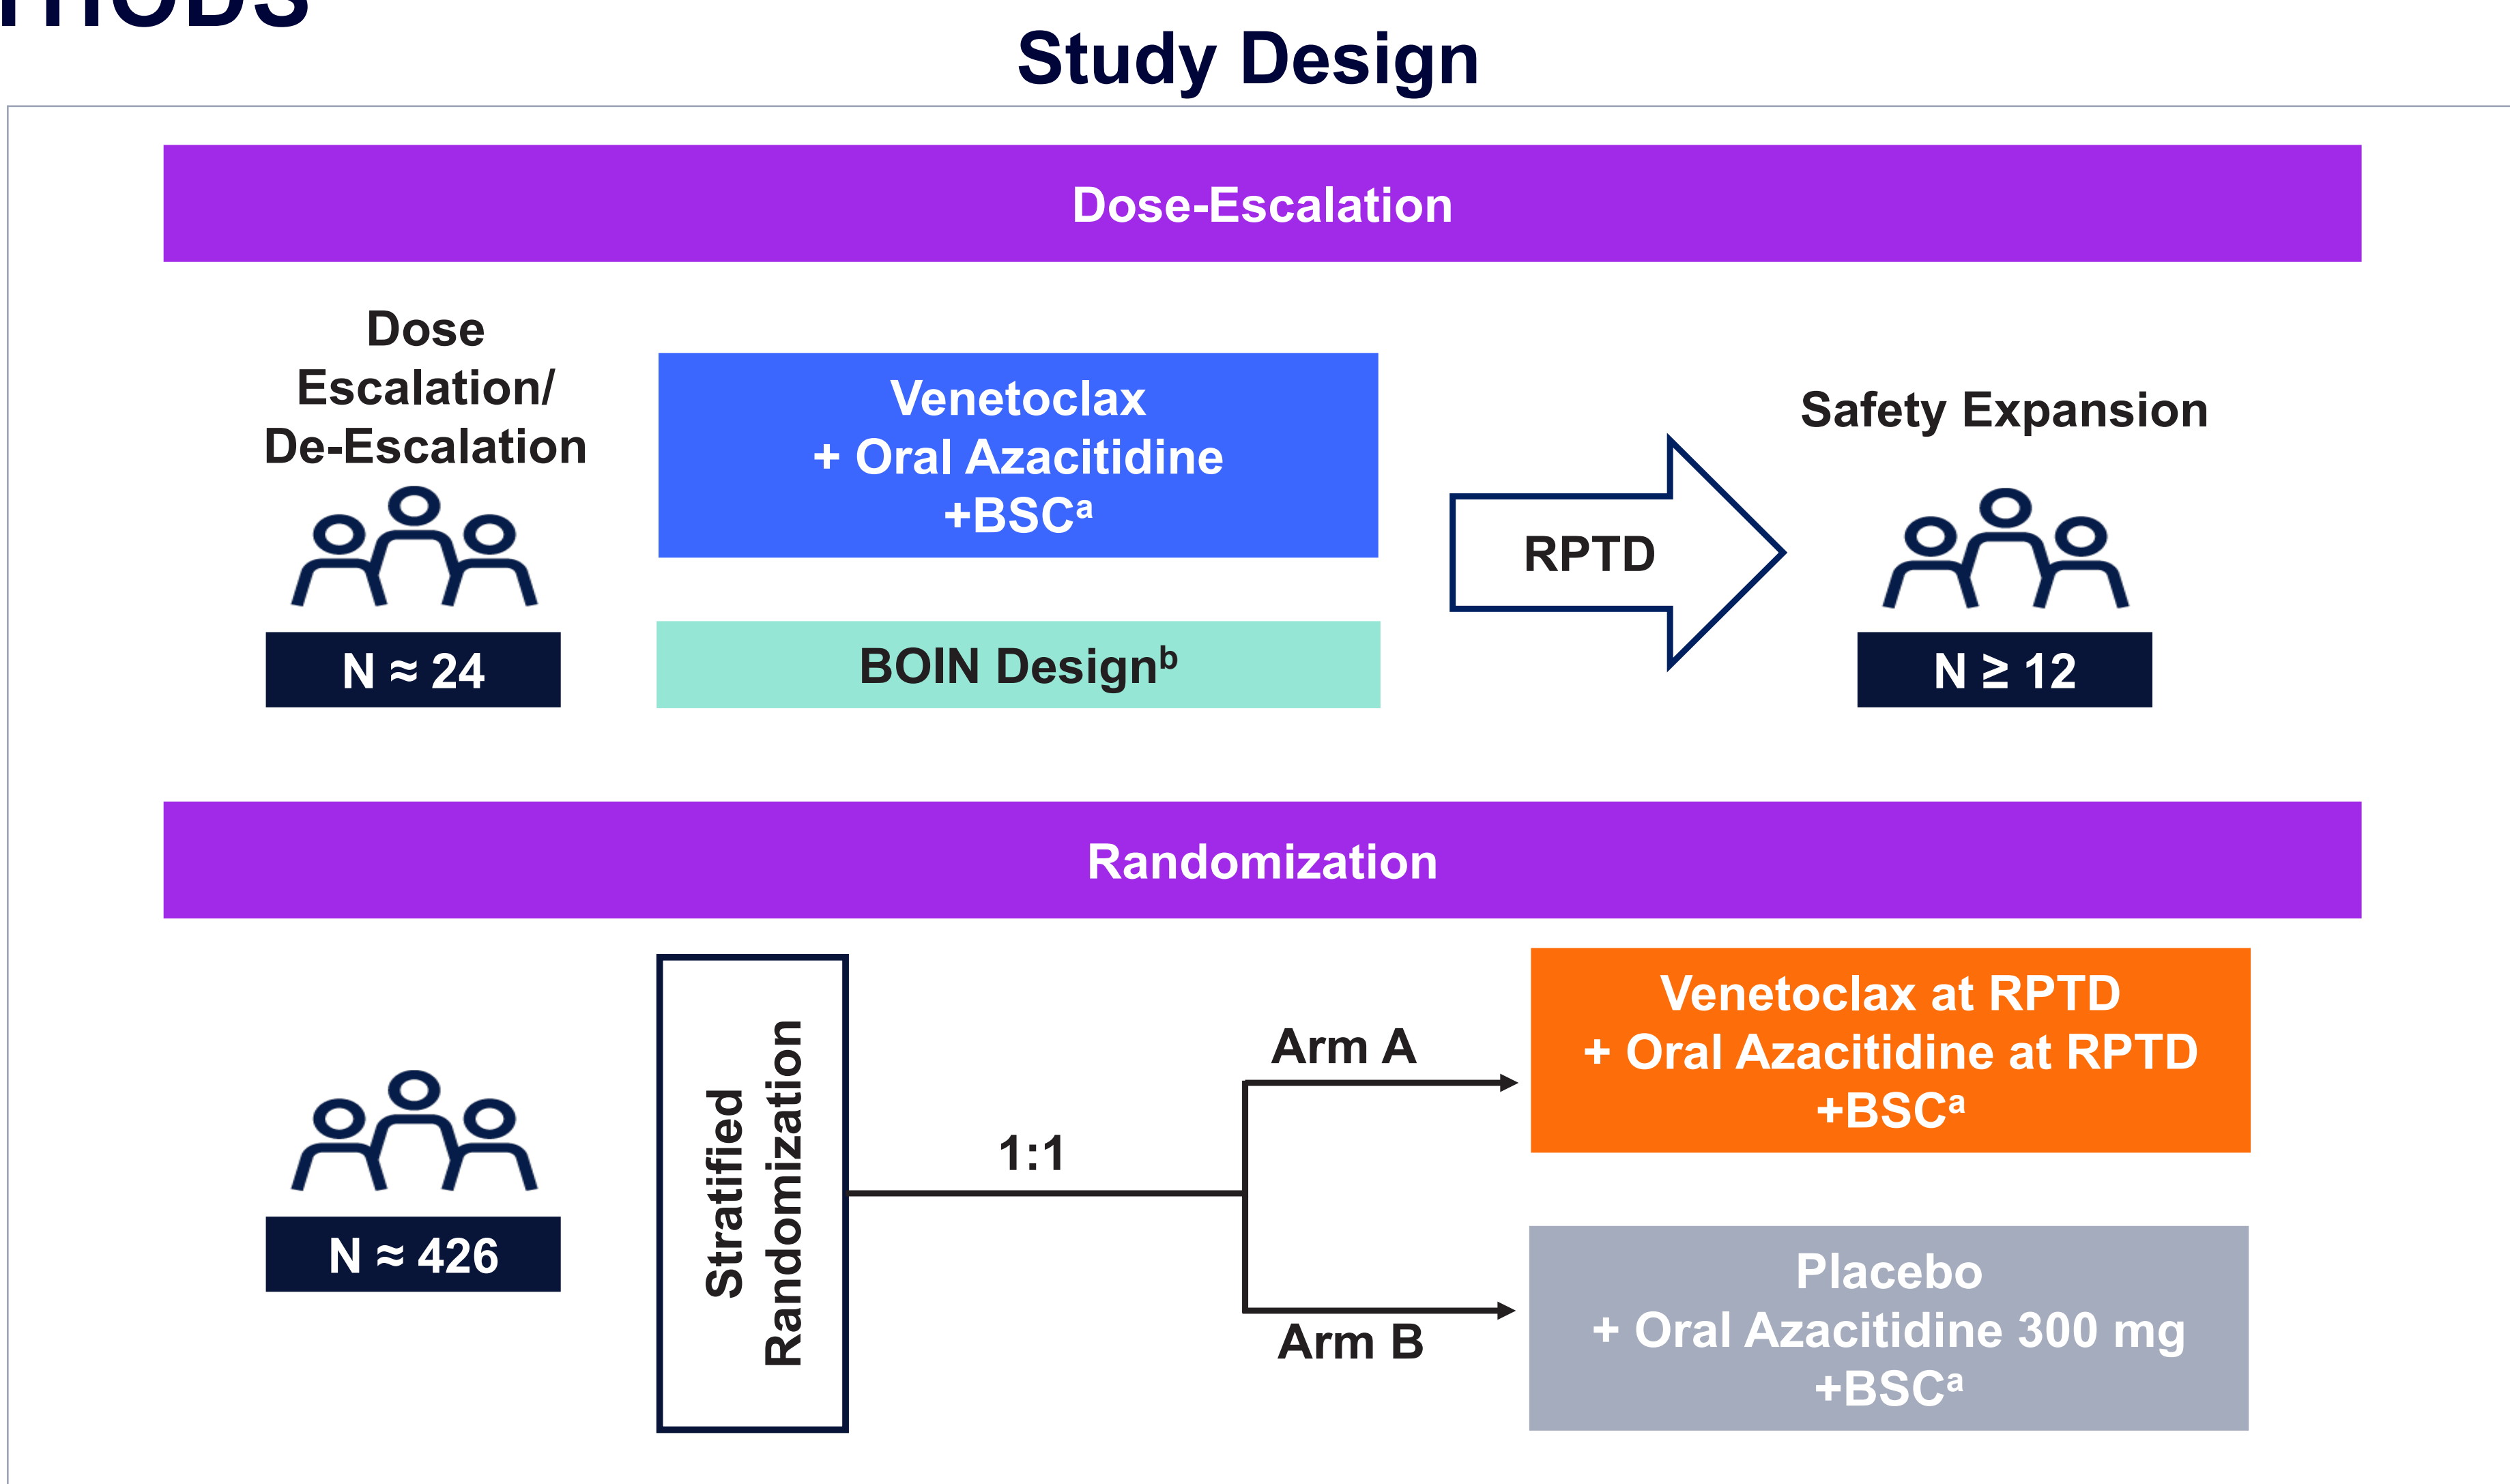 Study Design
Dose-Escalation
Dose
Escalation/
De-Escalation
N ≈ 24
Venetoclax
+ Oral Azacitidine
+BSCᵃ
BOIN Designᵇ
RPTD
Safety Expansion
N ≥ 12
Randomization
N ≈ 426
Stratified
Randomization
1:1
Arm A
Venetoclax at RPTD
+ Oral Azacitidine at RPTD
+BSCᵃ
Arm B
Placebo
+ Oral Azacitidine 300 mg
+BSCᵃ